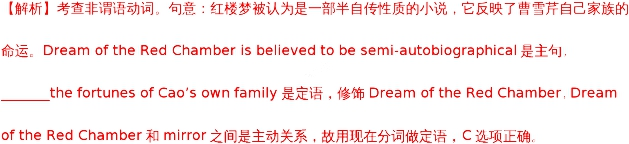 【解析】考查非谓语动词。句意：红楼梦被认为是一部半自传性质的小说，它反映了曹雪芹自己家族的
命运。Dream of the Red Chamber is believed to be semi-autobiographical 是主句.
_______the fortunes of Cao’s own family 是定语，修饰 Dream of the Red Chamber. Dream
of the Red Chamber 和 mirror 之间是主动关系，故用现在分词做定语，C 选项正确。